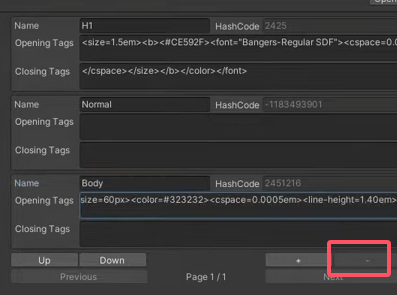 Name H1 HashCode 2425
Opening Tags <size=1.5em><b><#CE592F><font="Bangers-Regular SDF"><cspace=0.0
Closing Tags </cspace></size></b></color></font>
Name Normal HashCode -1183493901
Opening Tags
Closing Tags
Name Body HashCode 2451216
Opening Tags size=60px><color=#323232><cspace=0.0005em><line-height=1.40em>
Closing Tags
Up Down + -
Previous Page 1 / 1 Next